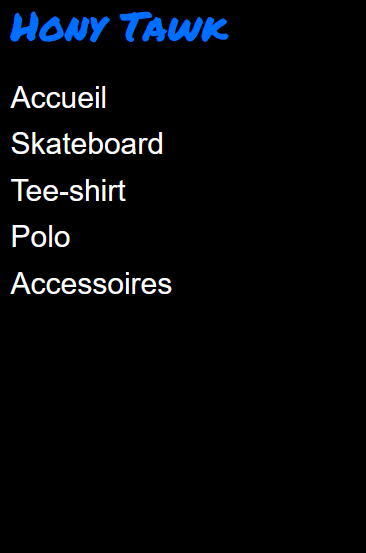 Hony Tawk
Accueil
Skateboard
Tee-shirt
Polo
Accessoires